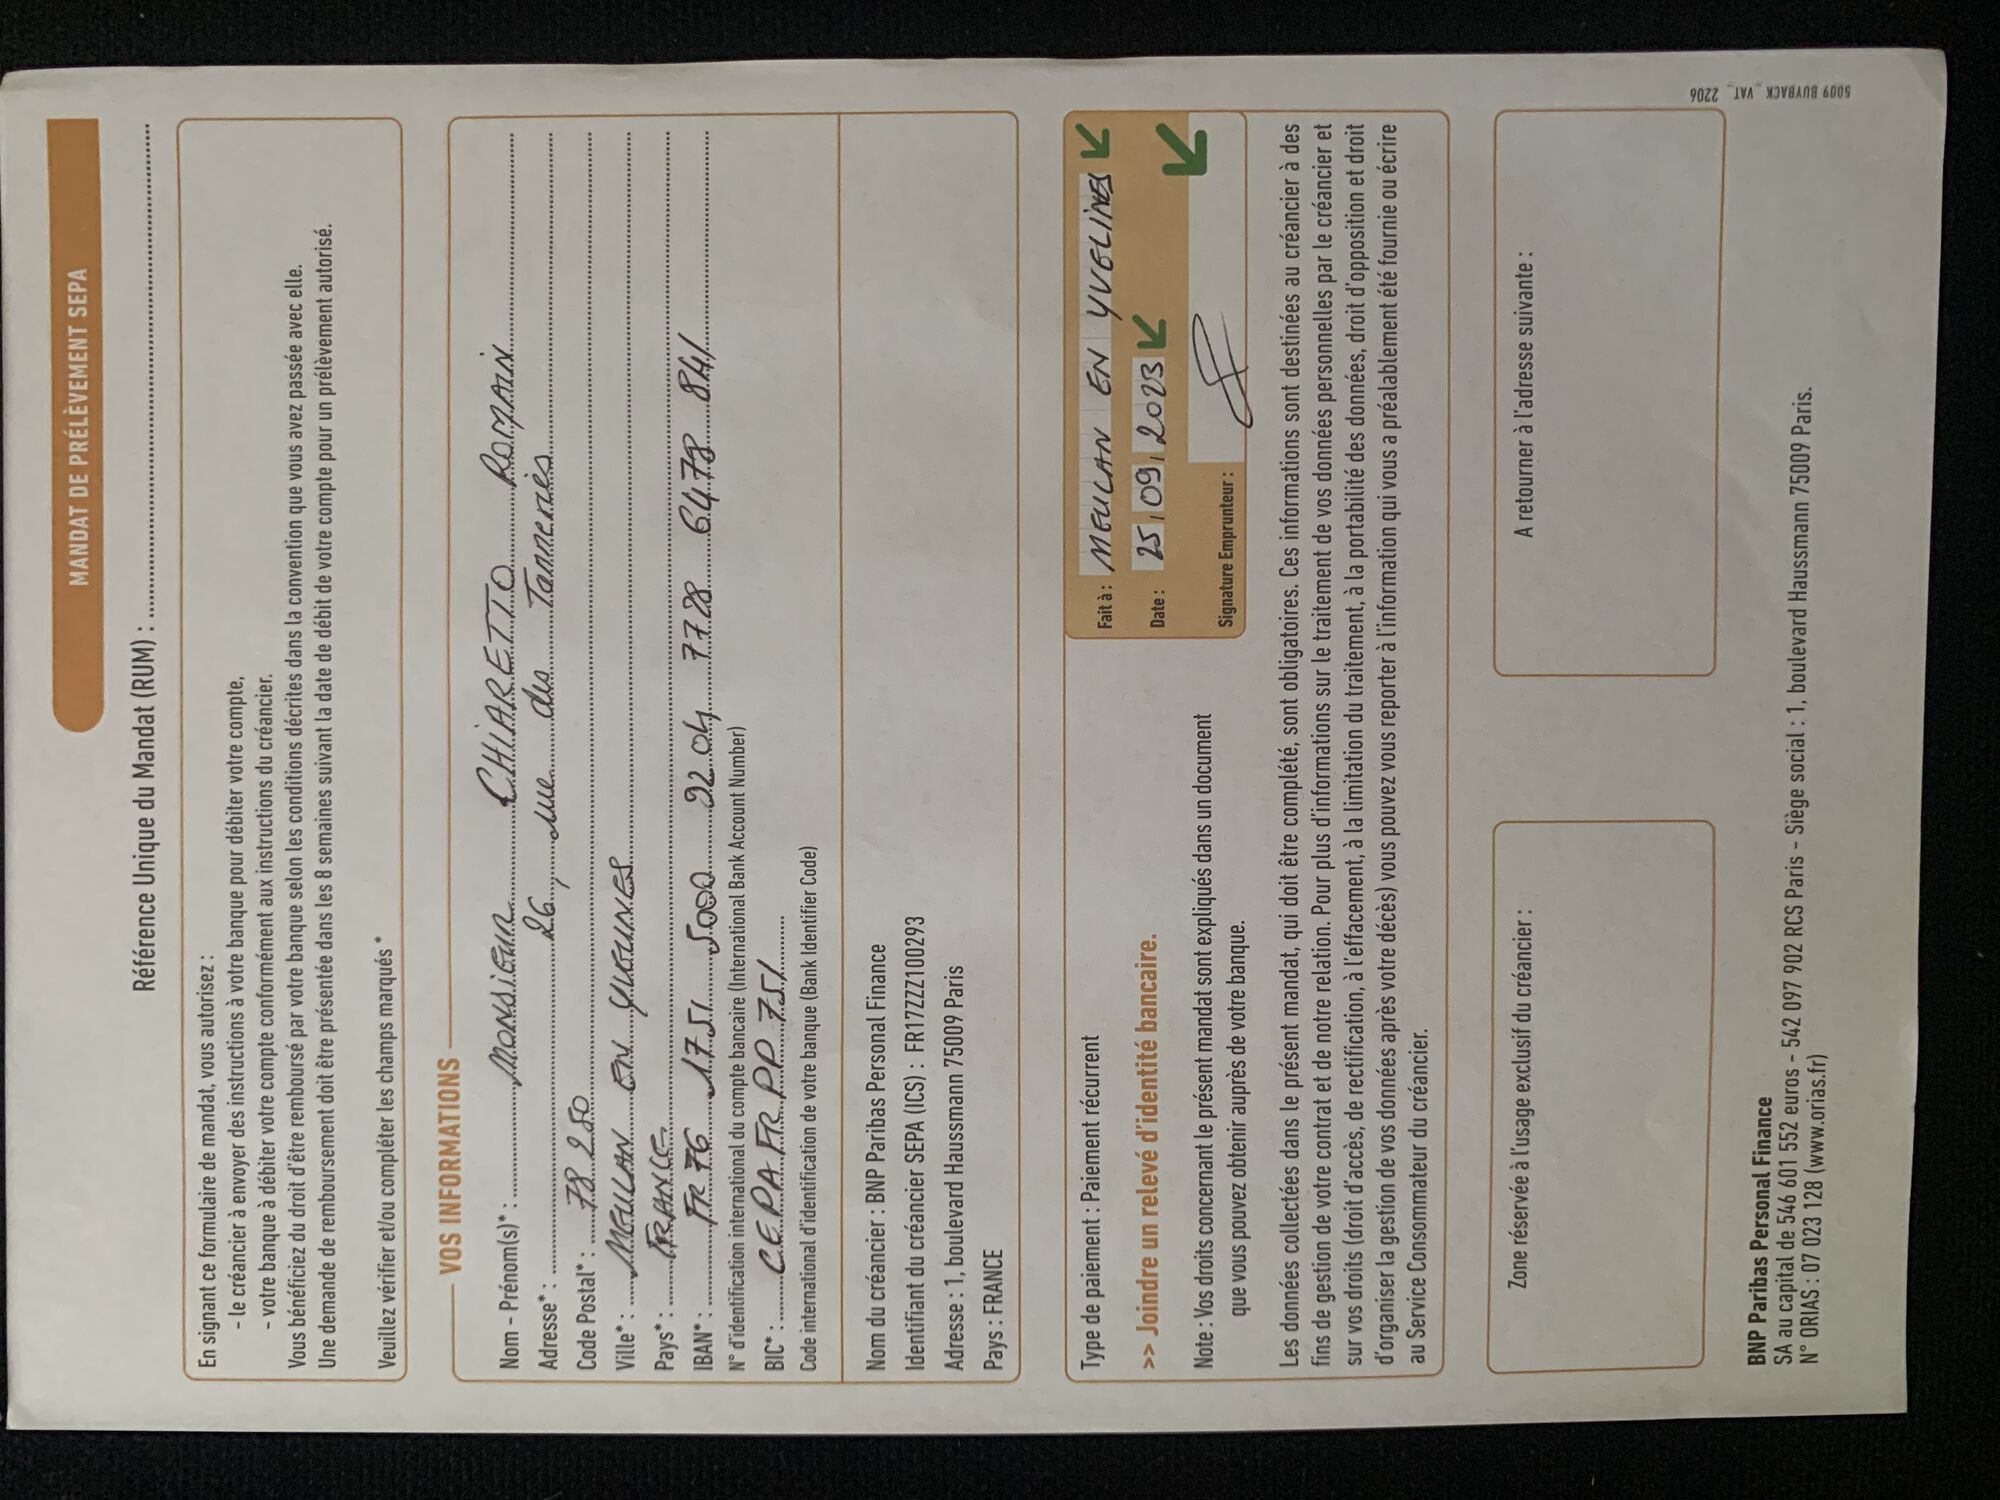 MANDAT DE PRÉLÈVEMENT SEPA
Référence Unique du Mandat (RUM) :
En signant ce formulaire de mandat, vous autorisez :
- le créancier à envoyer des instructions à votre banque pour débiter votre compte,
- votre banque à débiter votre compte conformément aux instructions du créancier.
Vous bénéficiez du droit d'être remboursé par votre banque selon les conditions décrites dans la convention que vous avez passée avec elle.
Une demande de remboursement doit être présentée dans les 8 semaines suivant la date de débit de votre compte pour un prélèvement autorisé.
Veuillez vérifier et/ou compléter les champs marqués *
VOS INFORMATIONS
Nom - Prénom(s)* : Monsieur CHIARETTO ROMAIN
Adresse* : 26, rue des Tanneries
Code Postal* : 78 250
Ville* : MEULAN EN YVELINES
Pays* : FRANCE
IBAN* : FR76 1751 5000 9204 7728 6478 841
N° d'identification international du compte bancaire (International Bank Account Number)
BIC* : CEPAFRPP751
Code international d'identification de votre banque (Bank Identifier Code)
Nom du créancier : BNP Paribas Personal Finance
Identifiant du créancier SEPA (ICS) : FR17ZZZ100293
Adresse : 1, boulevard Haussmann 75009 Paris
Pays : FRANCE
Type de paiement : Paiement récurrent
>> Joindre un relevé d'identité bancaire.
Note : Vos droits concernant le présent mandat sont expliqués dans un document
que vous pouvez obtenir auprès de votre banque.
Fait à : MEULAN EN YVELINES
Date : 25 09 2023
Signature Emprunteur :
Les données collectées dans le présent mandat, qui doit être complété, sont obligatoires. Ces informations sont destinées au créancier à des
fins de gestion de votre contrat et de notre relation. Pour plus d'informations sur le traitement de vos données personnelles par le créancier et
sur vos droits (droit d'accès, de rectification, à l'effacement, à la limitation du traitement, à la portabilité des données, droit d'opposition et droit
d'organiser la gestion de vos données après votre décès) vous pouvez vous reporter à l'information qui vous a préalablement été fournie ou écrire
au Service Consommateur du créancier.
Zone réservée à l'usage exclusif du créancier :
A retourner à l'adresse suivante :
BNP Paribas Personal Finance
SA au capital de 546 601 552 euros - 542 097 902 RCS Paris - Siège social : 1, boulevard Haussmann 75009 Paris.
N° ORIAS : 07 023 128 (www.orias.fr)
5009 BUYBACK_VAT_ 2206